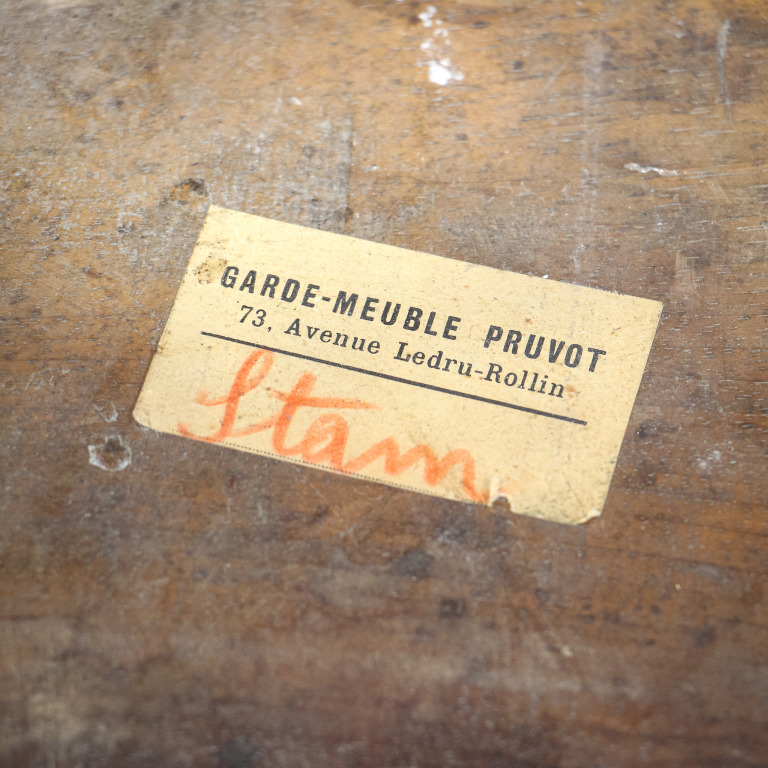 GARDE-MEUBLE PRUVOT
73, Avenue Ledru-Rollin
Stam